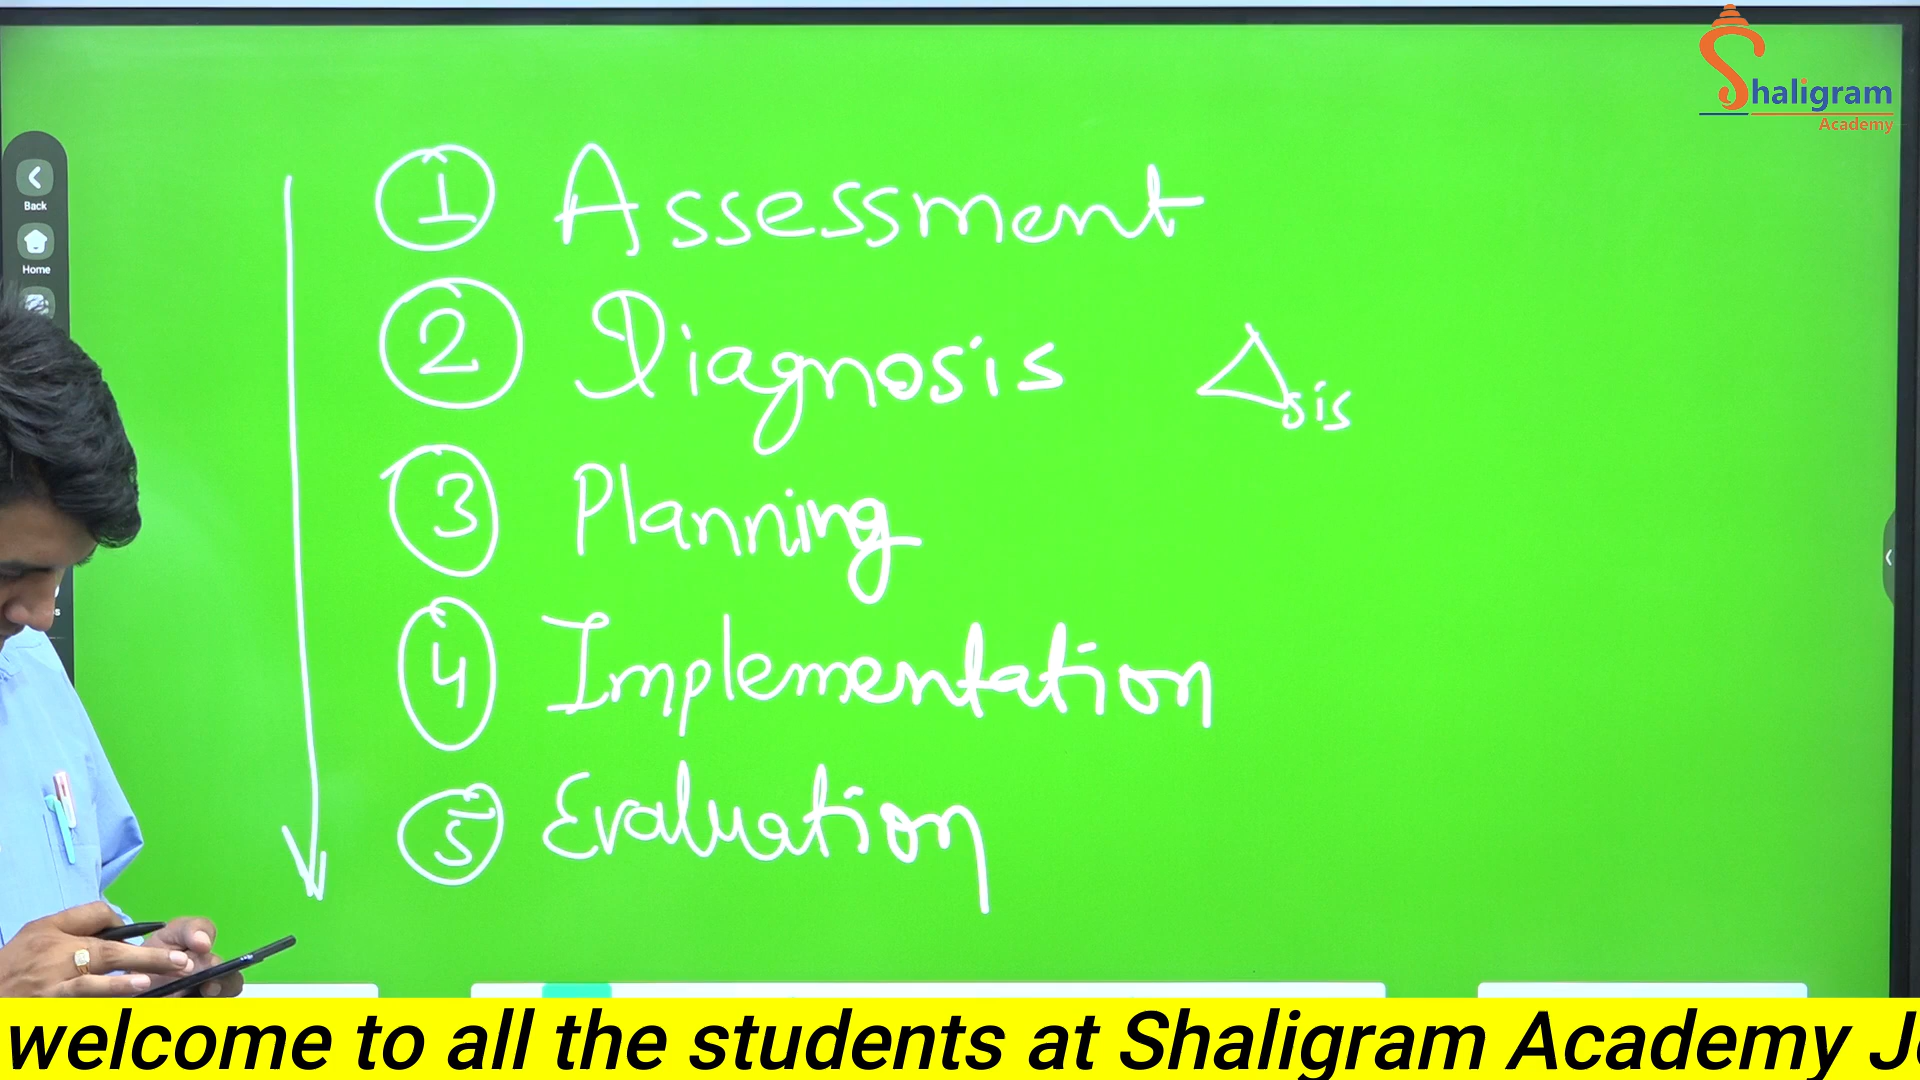 Shaligram
Academy
Back
Home
① Assessment
② Diagnosis Δsis
③ Planning
④ Implementation
⑤ Evaluation
welcome to all the students at Shaligram Academy